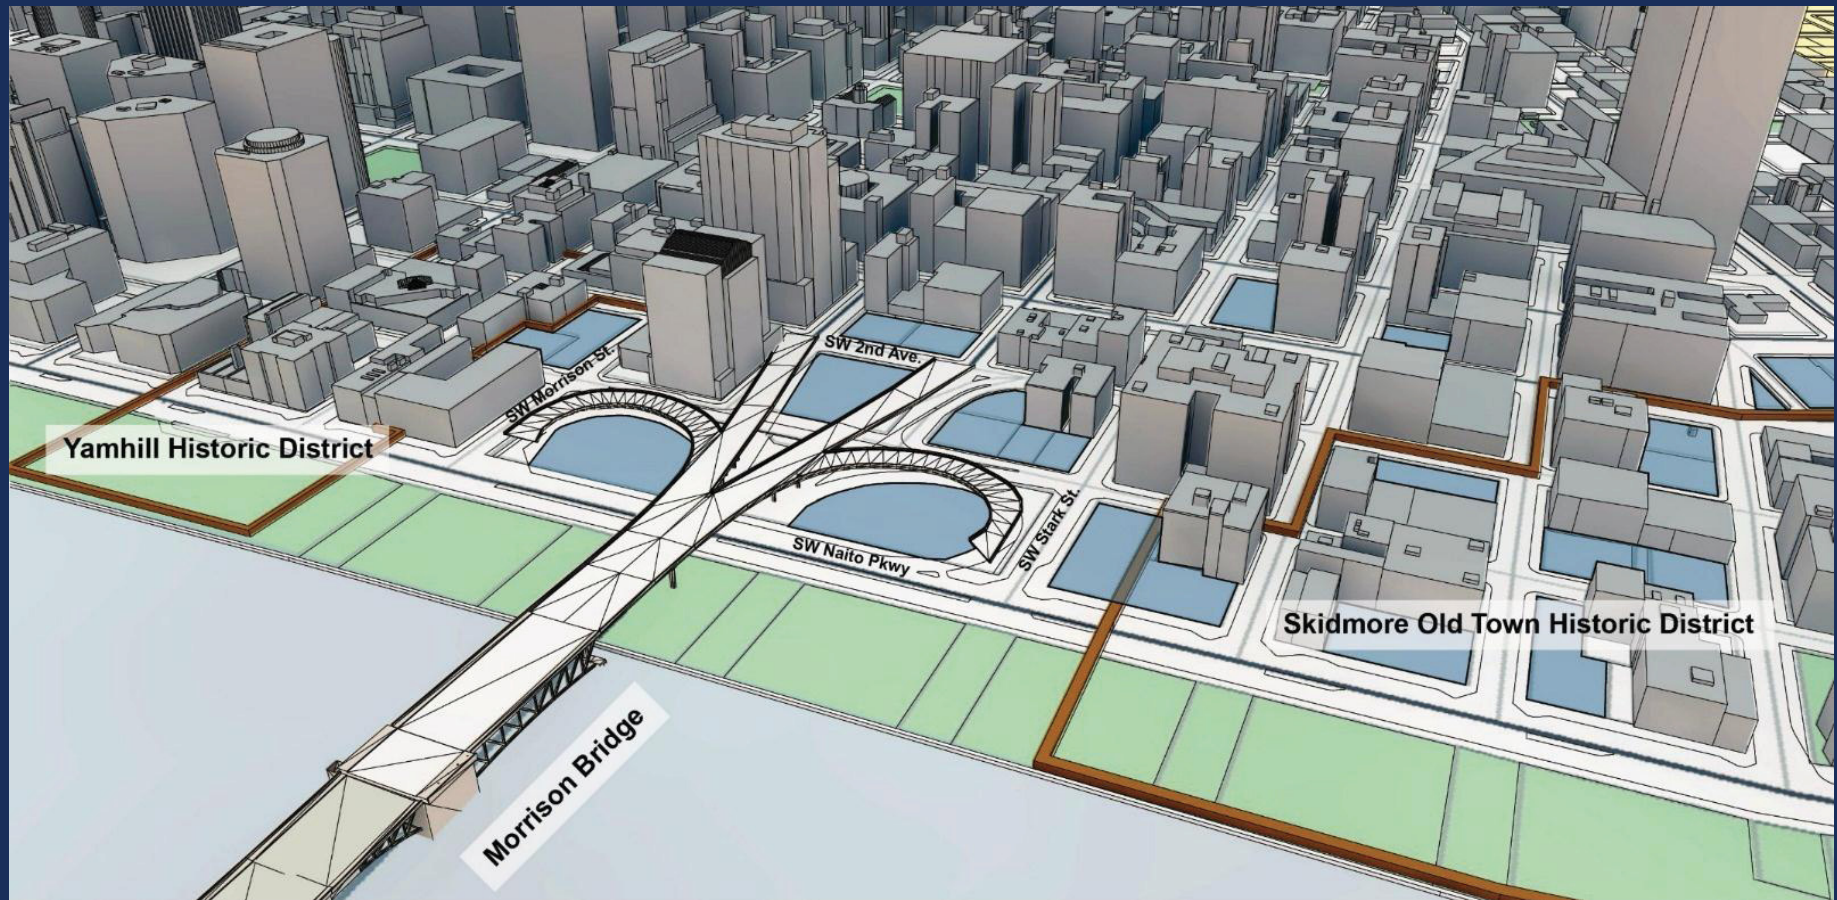 SW 2nd Ave.
SW Morrison St.
Yamhill Historic District
SW Stark St.
SW Naito Pkwy
Skidmore Old Town Historic District
Morrison Bridge